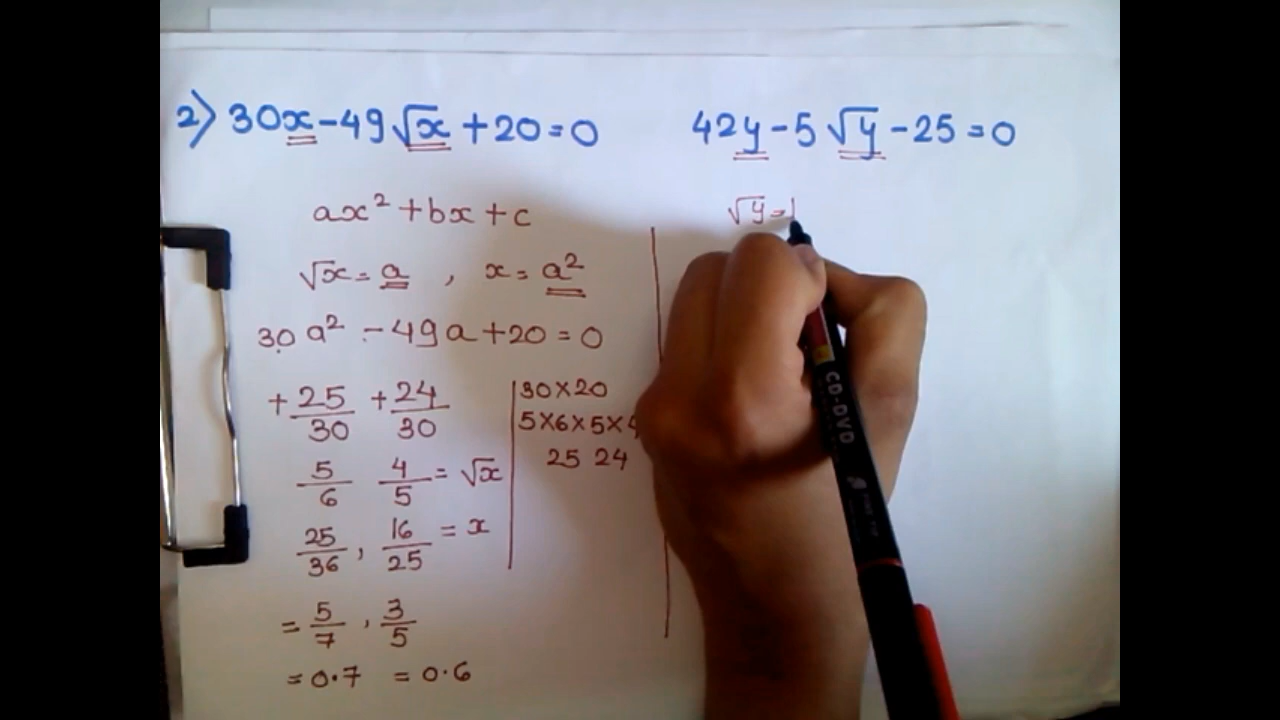 2) 30x - 49√x + 20 = 0
ax² + bx + c
√x = a , x = a²
30a² - 49a + 20 = 0
+25/30 +24/30
5/6 4/5 = √x
25/36 , 16/25 = x
= 5/7 , 3/5
= 0.7 = 0.6
30×20
5×6×5×4
25 24
42y - 5√y - 25 = 0
√y =
CD-DVD